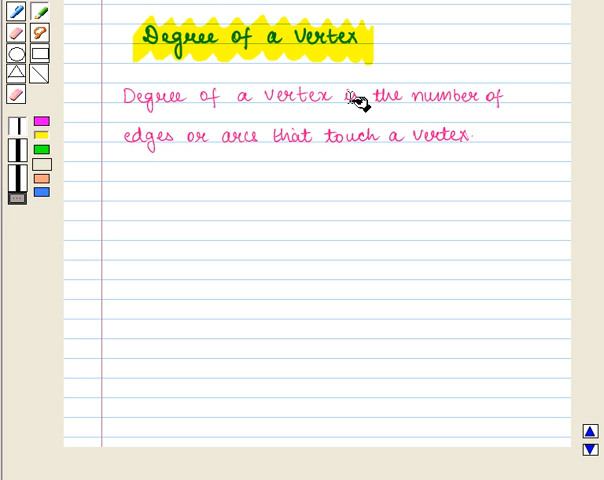 Degree of a Vertex
Degree of a vertex is the number of
edges or arcs that touch a vertex.